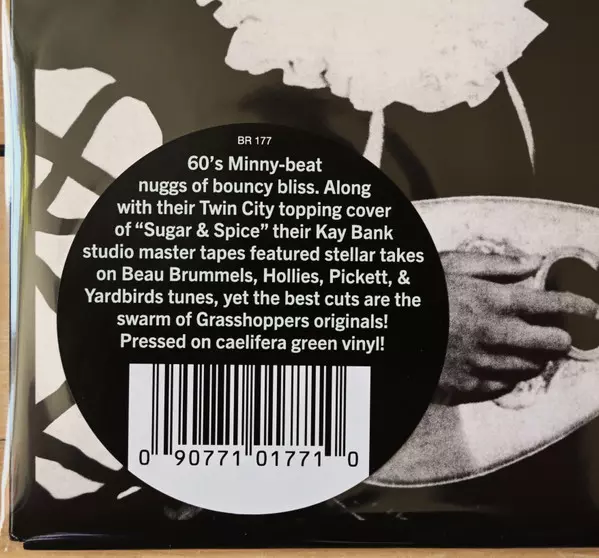 BR 177
60's Minny-beat
nuggs of bouncy bliss. Along
with their Twin City topping cover
of “Sugar & Spice” their Kay Bank
studio master tapes featured stellar takes
on Beau Brummels, Hollies, Pickett, &
Yardbirds tunes, yet the best cuts are the
swarm of Grasshoppers originals!
Pressed on caelifera green vinyl!
0 90771 01771 0